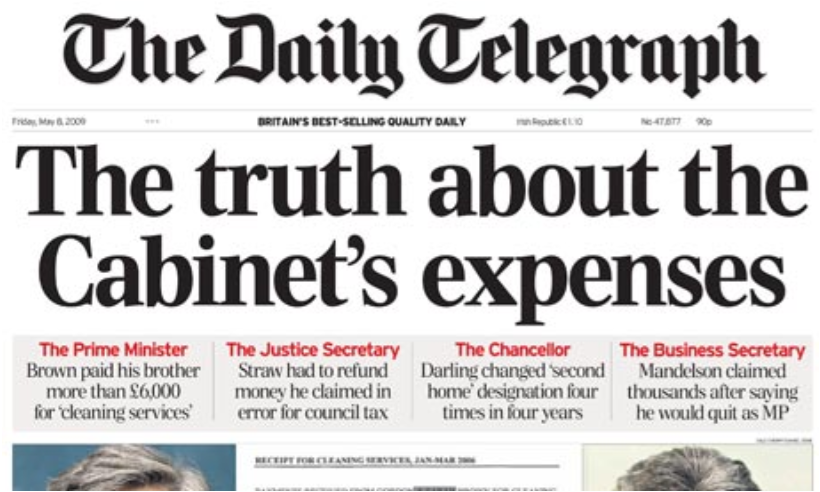 The Daily Telegraph
Friday, May 8, 2009 BRITAIN'S BEST-SELLING QUALITY DAILY Irish Republic €1.10 No 47,877 90p
The truth about the
Cabinet's expenses
The Prime Minister
Brown paid his brother
more than £6,000
for 'cleaning services'
The Justice Secretary
Straw had to refund
money he claimed in
error for council tax
The Chancellor
Darling changed 'second
home' designation four
times in four years
The Business Secretary
Mandelson claimed
thousands after saying
he would quit as MP
RECEIPT FOR CLEANING SERVICES, JAN-MAR 2006